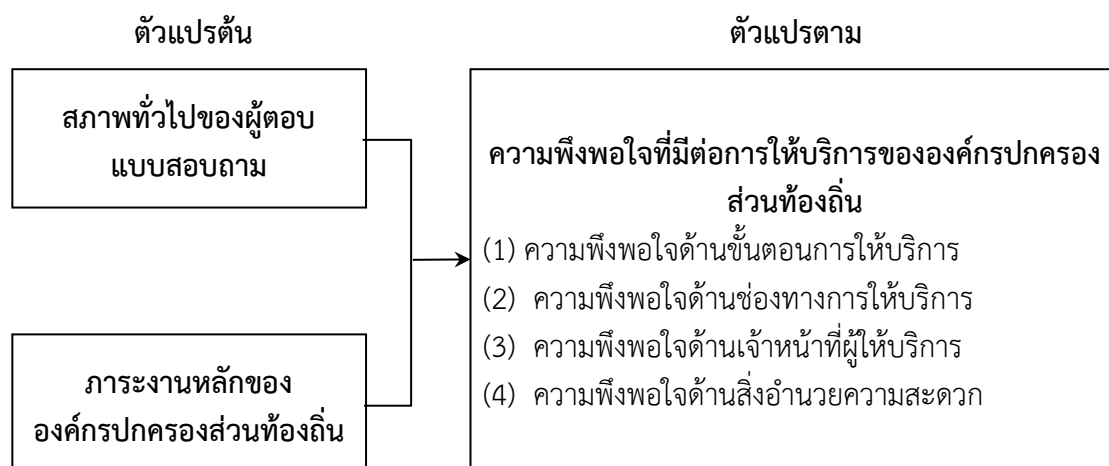 ตัวแปรต้น
ตัวแปรตาม
สภาพทั่วไปของผู้ตอบ
แบบสอบถาม
ภาระงานหลักของ
องค์กรปกครองส่วนท้องถิ่น
ความพึงพอใจที่มีต่อการให้บริการขององค์กรปกครอง
ส่วนท้องถิ่น
(1) ความพึงพอใจด้านขั้นตอนการให้บริการ
(2) ความพึงพอใจด้านช่องทางการให้บริการ
(3) ความพึงพอใจด้านเจ้าหน้าที่ผู้ให้บริการ
(4) ความพึงพอใจด้านสิ่งอำนวยความสะดวก